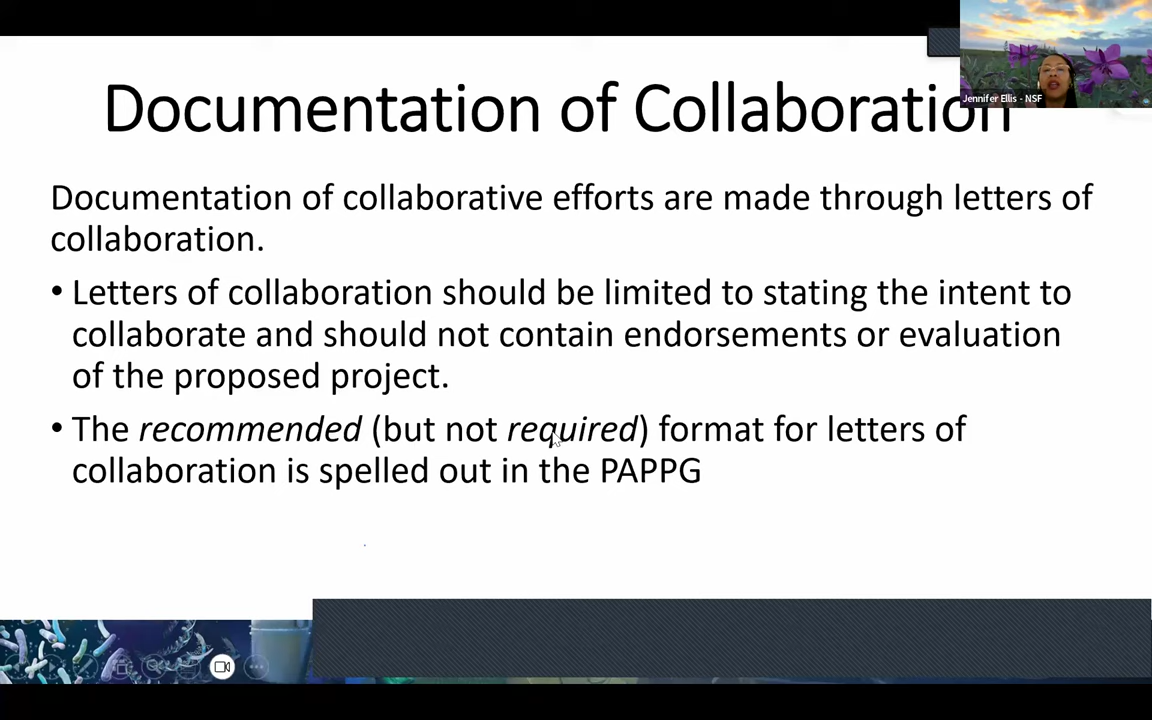 Documentation of Collaboration
Jennifer Ellis - NSF
Documentation of collaborative efforts are made through letters of
collaboration.
• Letters of collaboration should be limited to stating the intent to
collaborate and should not contain endorsements or evaluation
of the proposed project.
• The recommended (but not required) format for letters of
collaboration is spelled out in the PAPPG